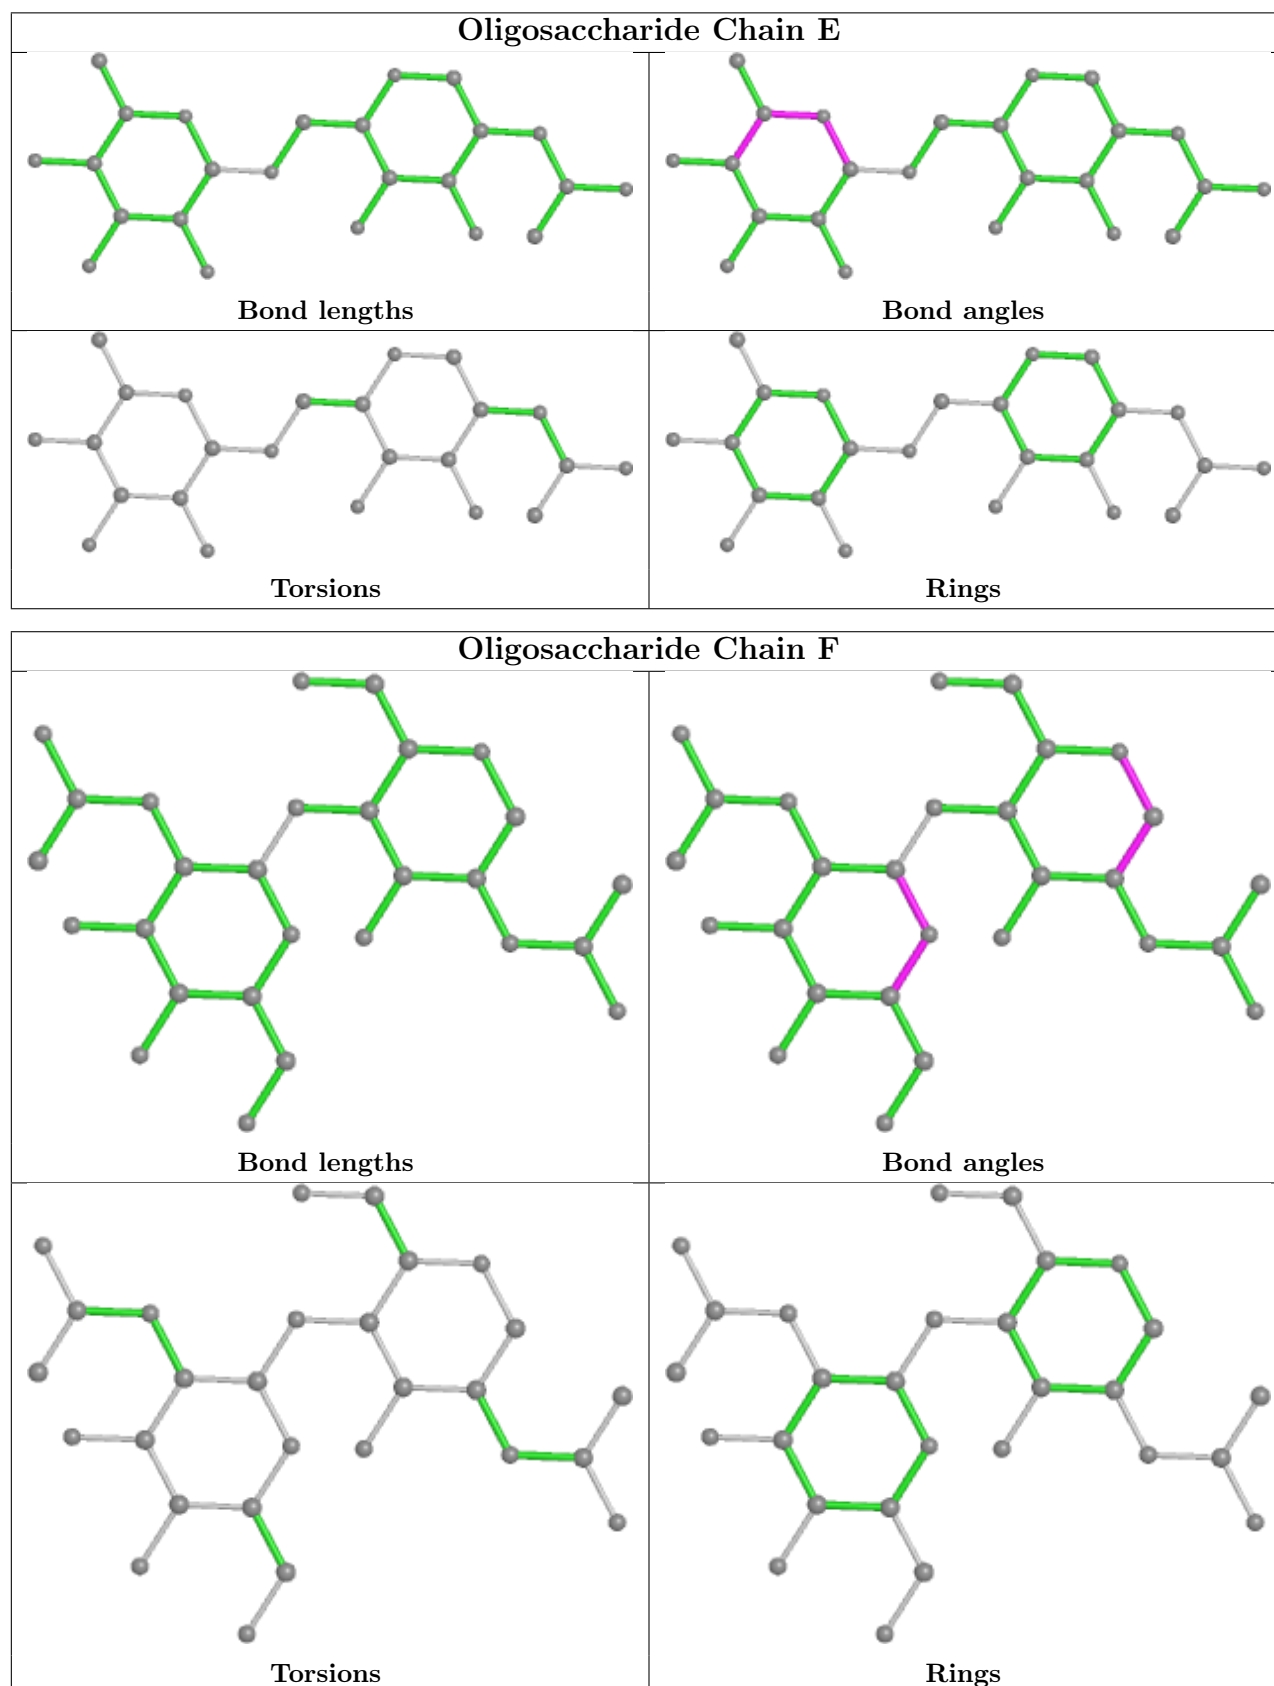 Oligosaccharide Chain E
Bond lengths
Bond angles
Torsions
Rings
Oligosaccharide Chain F
Bond lengths
Bond angles
Torsions
Rings